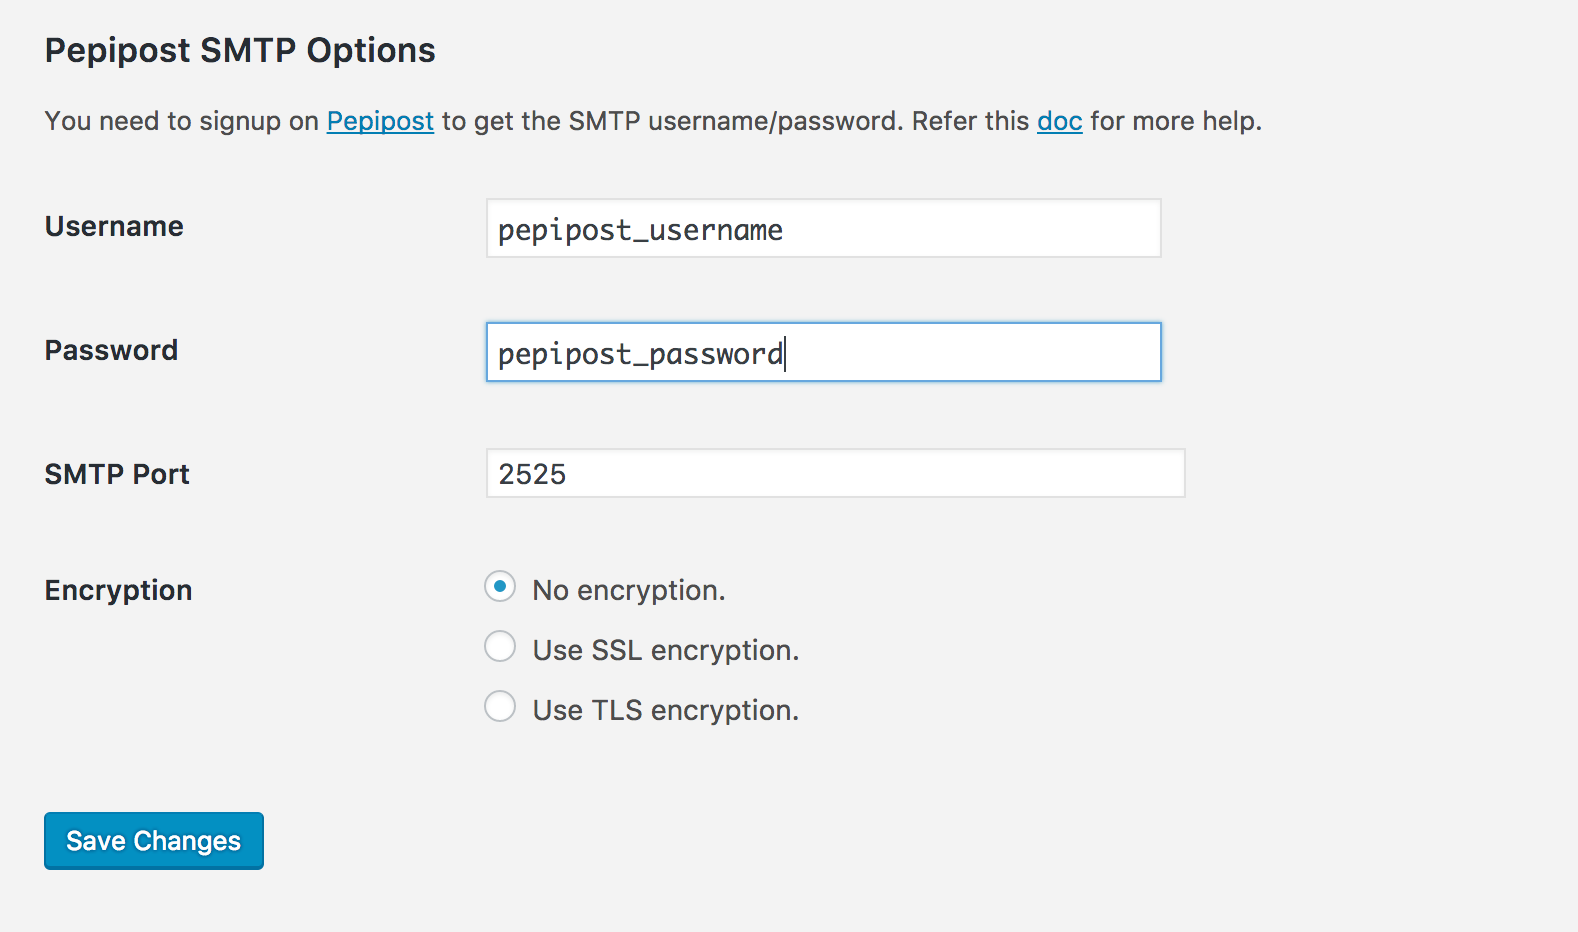 Pepipost SMTP Options
You need to signup on Pepipost to get the SMTP username/password. Refer this doc for more help.
Username
pepipost_username
Password
pepipost_password
SMTP Port
2525
Encryption
No encryption.
Use SSL encryption.
Use TLS encryption.
Save Changes